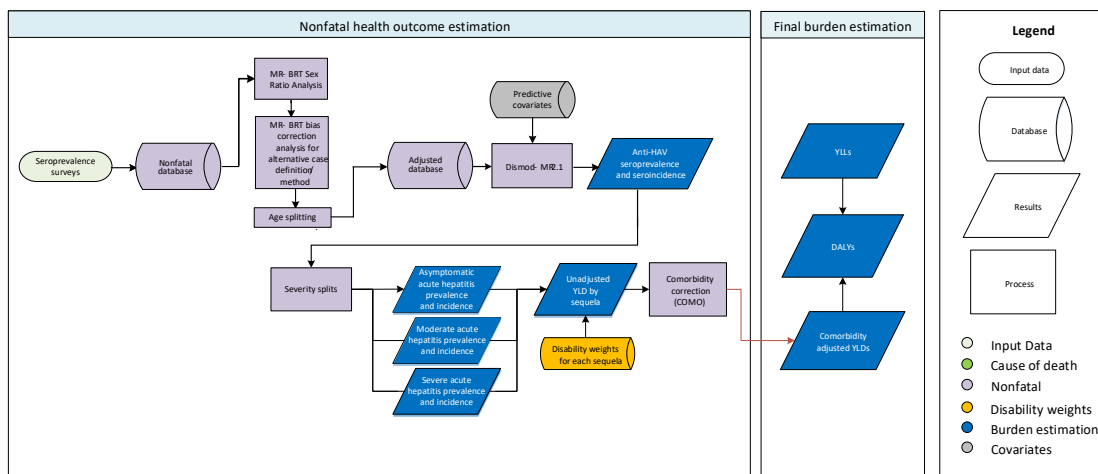 Nonfatal health outcome estimation
Seroprevalence
surveys
Nonfatal
database
MR- BRT Sex
Ratio Analysis
MR- BRT bias
correction
analysis for
alternative case
definition/
method
Age splitting
Adjusted
database
Predictive
covariates
Dismod- MR2.1
Anti-HAV
seroprevalence
and seroincidence
Severity splits
Asymptomatic
acute hepatitis
prevalence and
incidence
Moderate acute
hepatitis prevalence
and incidence
Severe acute
hepatitis prevalence
and incidence
Unadjusted
YLD by
sequela
Disability weights
for each sequela
Comorbidity
correction
(COMO)
Final burden estimation
YLLs
DALYs
Comorbidity
adjusted YLDs
Legend
Input data
Database
Results
Process
Input Data
Cause of death
Nonfatal
Disability weights
Burden estimation
Covariates